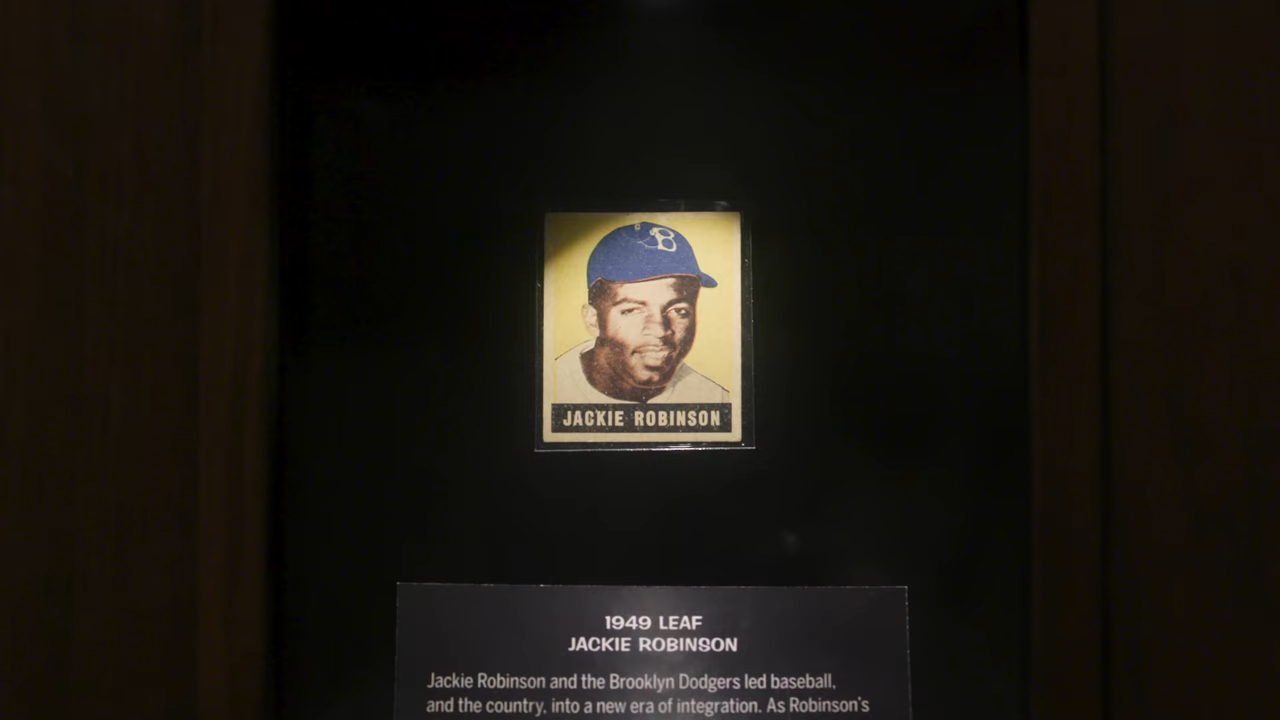 B
JACKIE ROBINSON
1949 LEAF
JACKIE ROBINSON
Jackie Robinson and the Brooklyn Dodgers led baseball,
and the country, into a new era of integration. As Robinson's